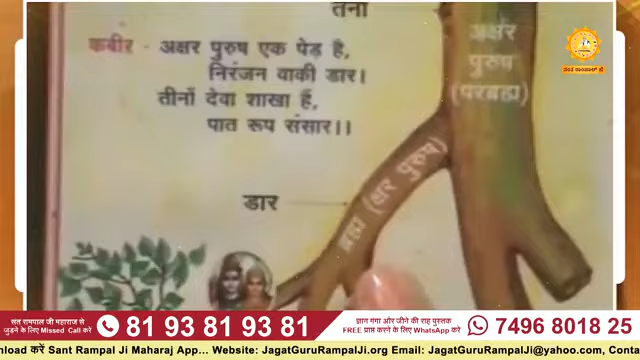 तना
कबीर - अक्षर पुरुष एक पेड़ है,
निरंजन वाकी डार।
तीनों देवा शाखा हैं,
पात रूप संसार।।
अक्षर
पुरुष
(परब्रह्म)
डार
ब्रह्म (क्षर पुरुष)
संत रामपाल जी महाराज से
जुड़ने के लिए Missed Call करें
81 93 81 93 81
ज्ञान गंगा और जीने की राह पुस्तक
FREE प्राप्त करने के लिए WhatsApp करें
7496 8018 25
nload करें Sant Rampal Ji Maharaj App... Website: JagatGuruRampalJi.org Email: JagatGuruRampalJi@yahoo.com,